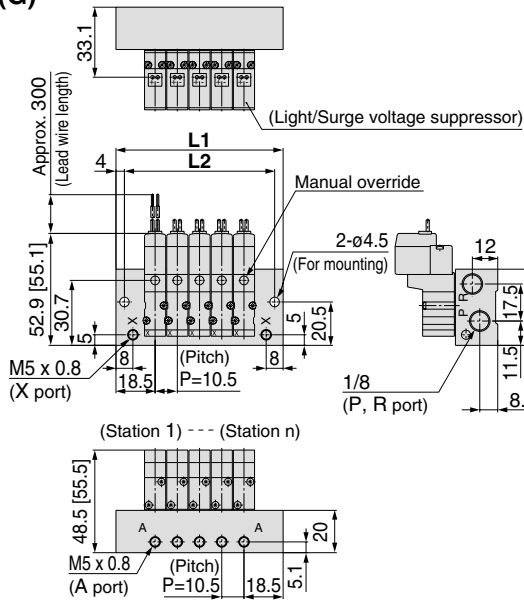 (G)
33.1
(Light/Surge voltage suppressor)
Approx. 300
(Lead wire length)
L1
4
L2
Manual override
2-ø4.5
(For mounting)
12
52.9 [55.1]
30.7
5
X
X
5
20.5
R
P
17.5
11.5
8
8
M5 x 0.8
(X port)
18.5
(Pitch)
P=10.5
1/8
(P, R port)
8.
(Station 1) --- (Station n)
48.5 [55.5]
A
A
20
M5 x 0.8
(A port)
(Pitch)
P=10.5
18.5
5.1